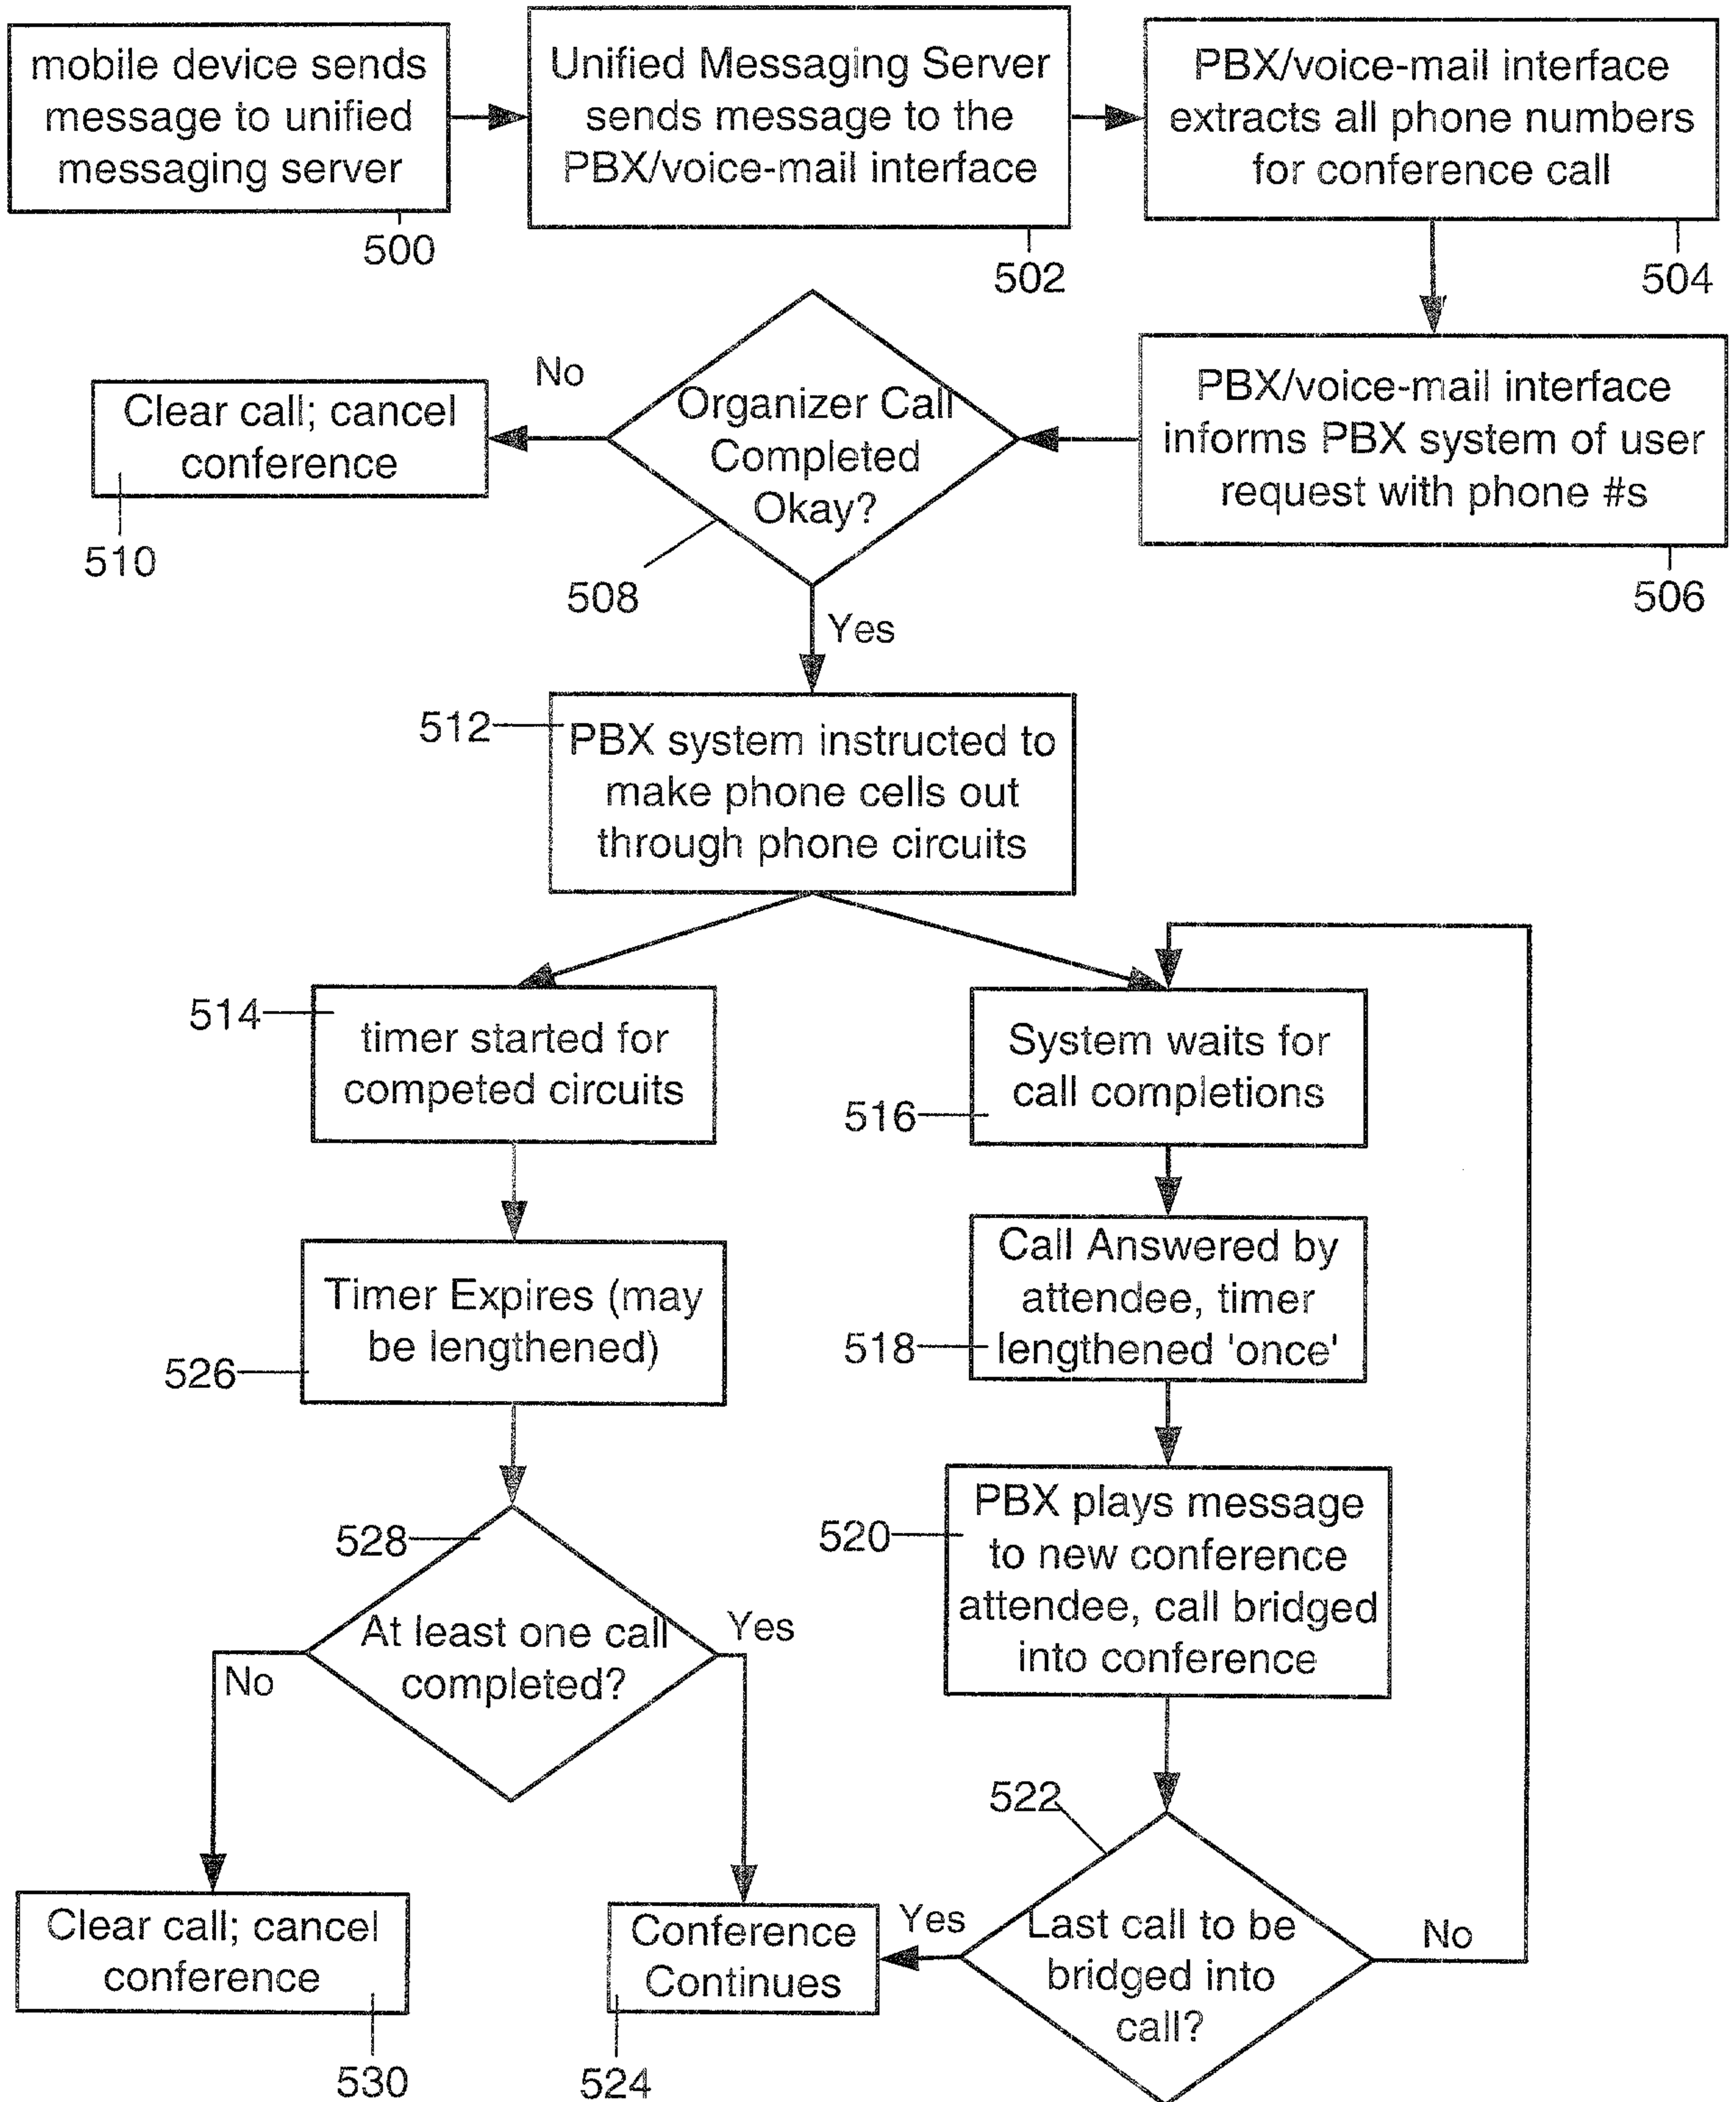 mobile device sends
message to unified
messaging server
500
Unified Messaging Server
sends message to the
PBX/voice-mail interface
502
PBX/voice-mail interface
extracts all phone numbers
for conference call
504
PBX/voice-mail interface
informs PBX system of user
request with phone #s
506
Organizer Call
Completed
Okay?
508
No
Clear call; cancel
conference
510
Yes
512
PBX system instructed to
make phone cells out
through phone circuits
514
timer started for
competed circuits
System waits for
call completions
516
Call Answered by
attendee, timer
lengthened 'once'
518
Timer Expires (may
be lengthened)
526
PBX plays message
to new conference
attendee, call bridged
into conference
520
528
At least one call
completed?
No
Yes
522
Last call to be
bridged into
call?
Yes
No
Clear call; cancel
conference
530
Conference
Continues
524